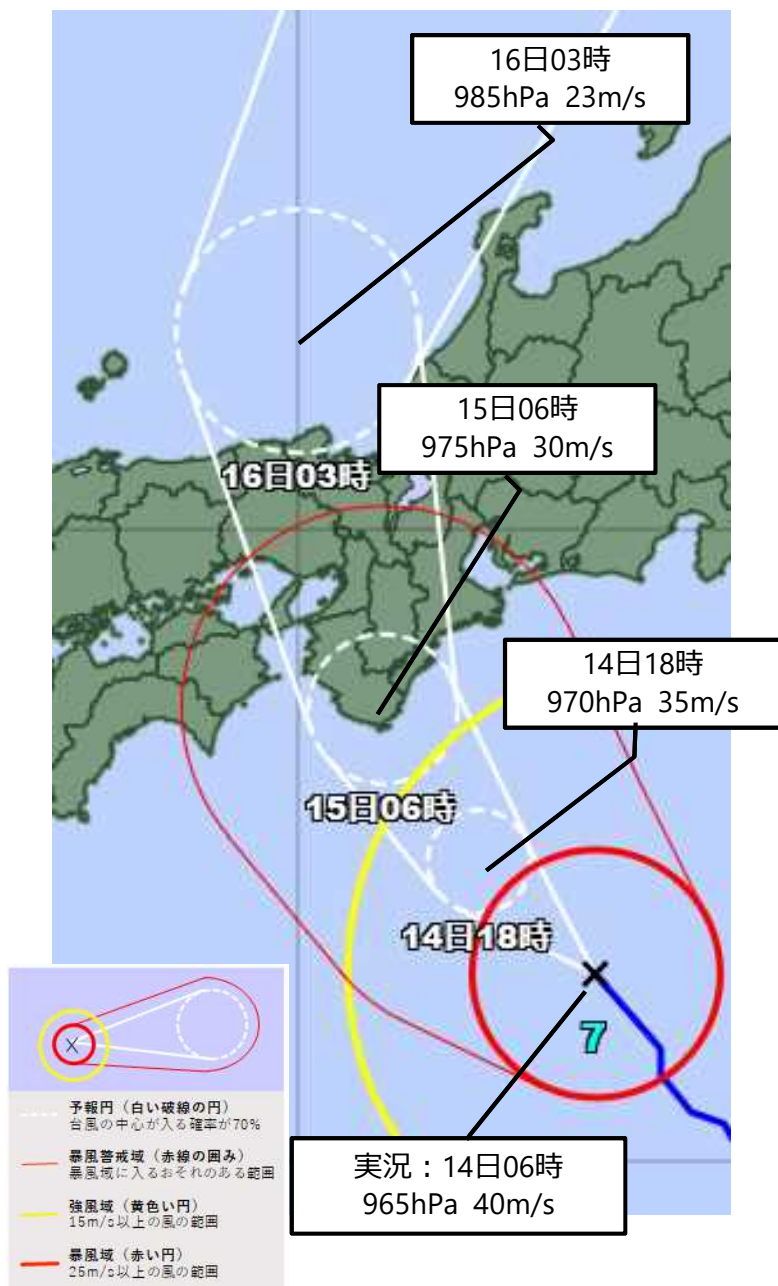 16日03時
985hPa 23m/s
15日06時
975hPa 30m/s
16日03時
14日18時
970hPa 35m/s
15日06時
14日18時
7
実況：14日06時
965hPa 40m/s
予報円（白い破線の円）
台風の中心が入る確率が70%
暴風警戒域（赤線の囲み）
暴風域に入るおそれのある範囲
強風域（黄色い円）
15m/s以上の風の範囲
暴風域（赤い円）
25m/s以上の風の範囲